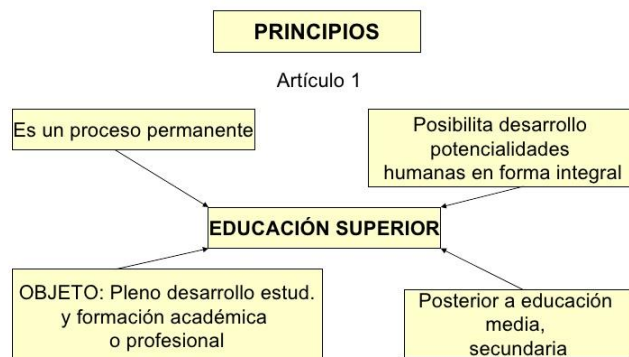 PRINCIPIOS
Artículo 1
Es un proceso permanente
Posibilita desarrollo
potencialidades
humanas en forma integral
EDUCACIÓN SUPERIOR
OBJETO: Pleno desarrollo estud.
y formación académica
o profesional
Posterior a educación
media,
secundaria